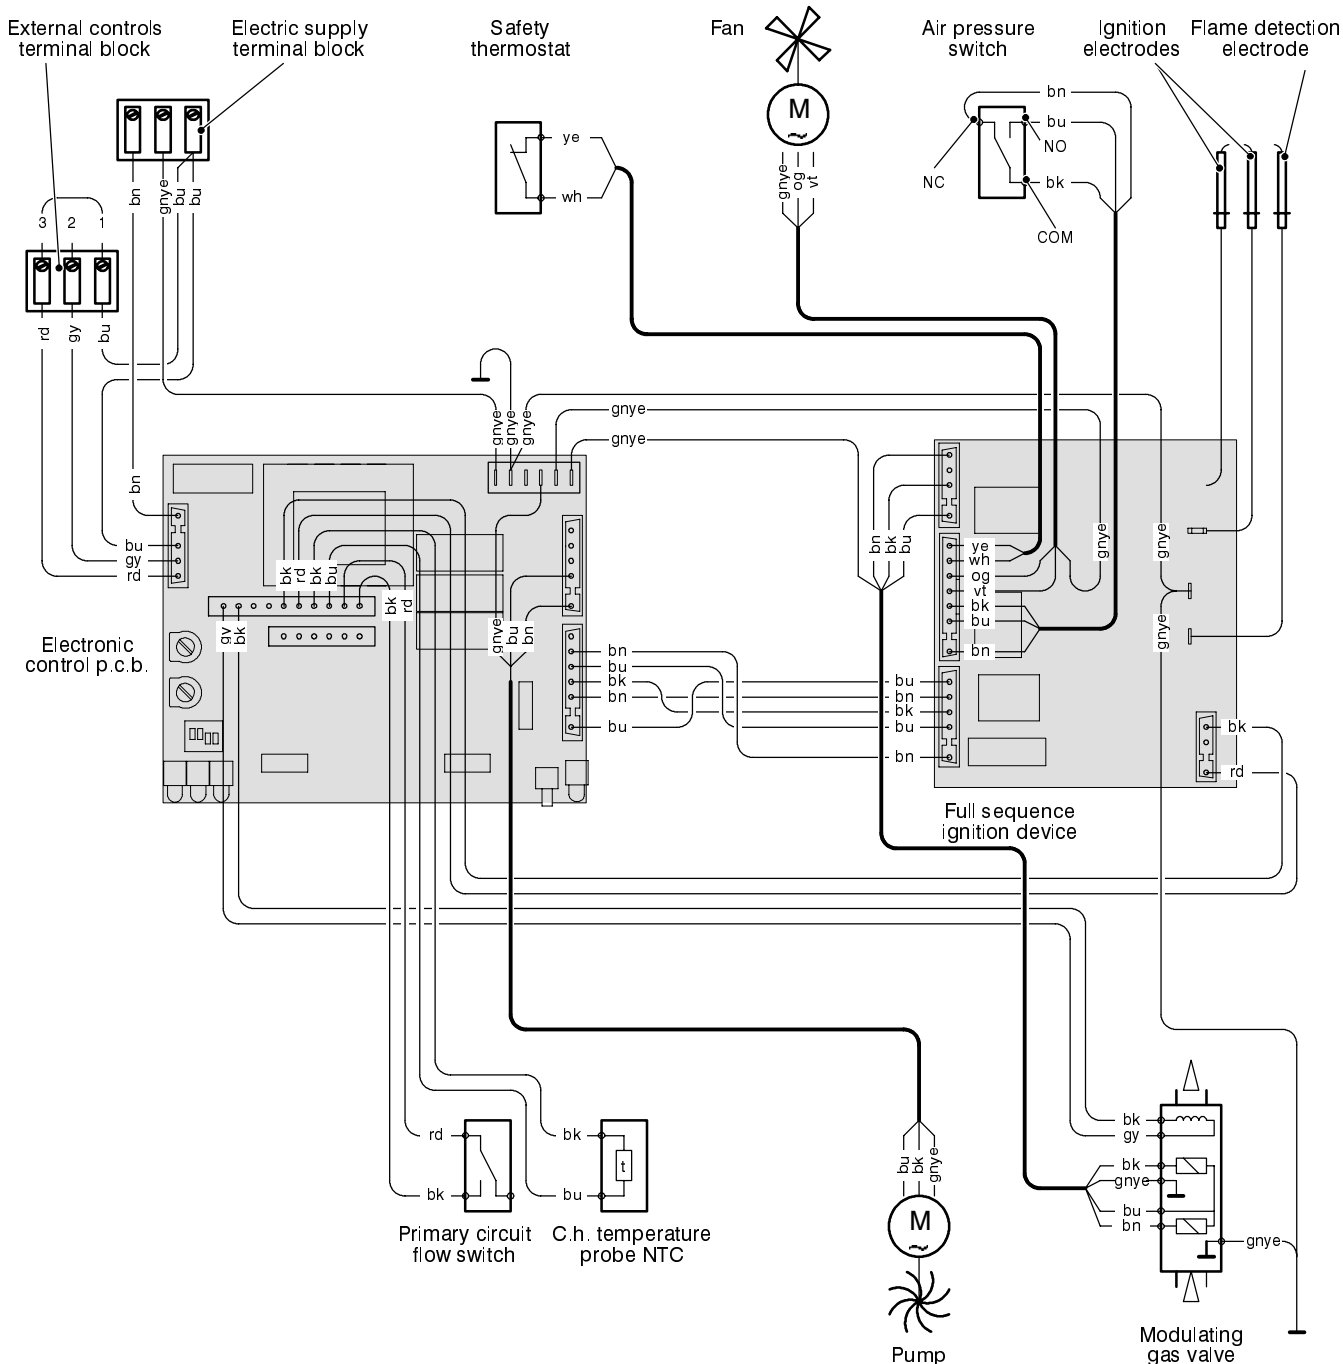 External controls
terminal block
Electric supply
terminal block
Safety
thermostat
Fan
Air pressure
switch
Ignition
electrodes
Flame detection
electrode
M
~
bn
bu
NO
NC
bk
COM
ye
wh
gnye
og
vt
bn
gnye
bu
bu
3
2
1
rd
gy
bu
gnye
gnye
gnye
gnye
gnye
bn
bu
gy
rd
bk
rd
bk
bu
bk
rd
gy
bk
gnye
bu
bn
bn
bk
bu
ye
wh
og
vt
bk
bu
bn
gnye
gnye
gnye
Electronic
control p.c.b.
bn
bu
bk
bn
bu
bu
bn
bk
bu
bn
bk
rd
Full sequence
ignition device
rd
bk
Primary circuit
flow switch
bk
t
bu
C.h. temperature
probe NTC
bu
bk
gnye
M
~
Pump
bk
gy
bk
gnye
bu
bn
gnye
Modulating
gas valve